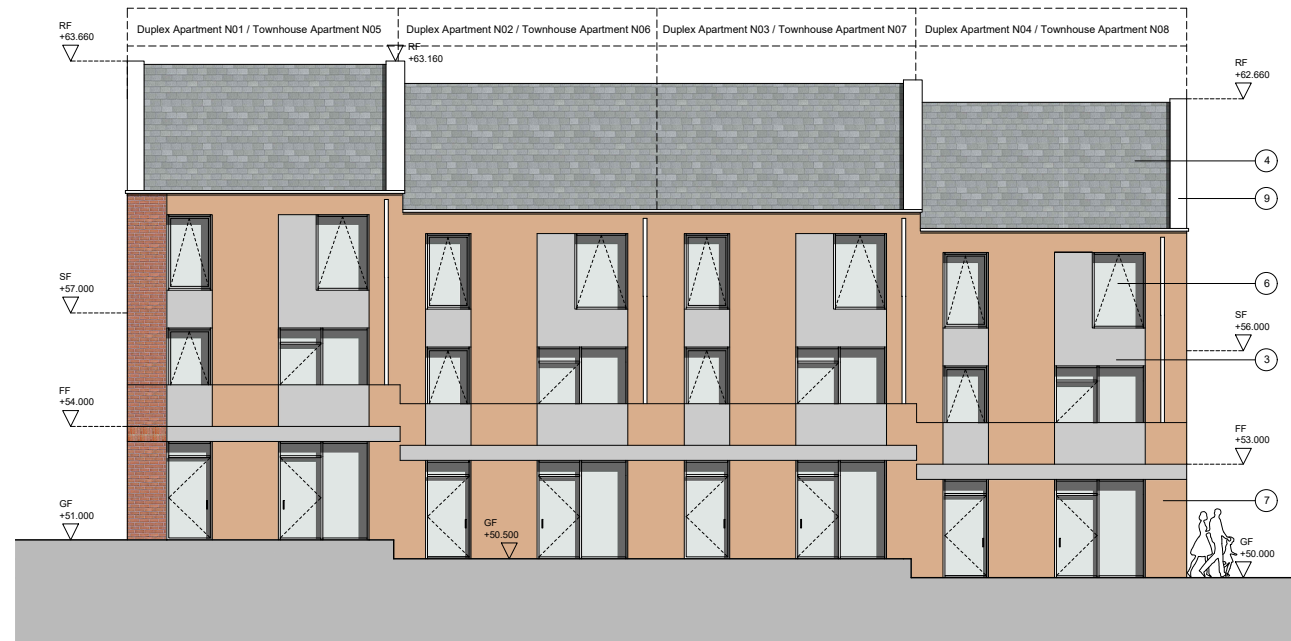 Duplex Apartment N01 / Townhouse Apartment N05
Duplex Apartment N02 / Townhouse Apartment N06
Duplex Apartment N03 / Townhouse Apartment N07
Duplex Apartment N04 / Townhouse Apartment N08
RF
+63.660
RF
+63.160
RF
+62.660
4
9
SF
+57.000
6
SF
+56.000
3
FF
+54.000
FF
+53.000
7
GF
+51.000
GF
+50.500
GF
+50.000